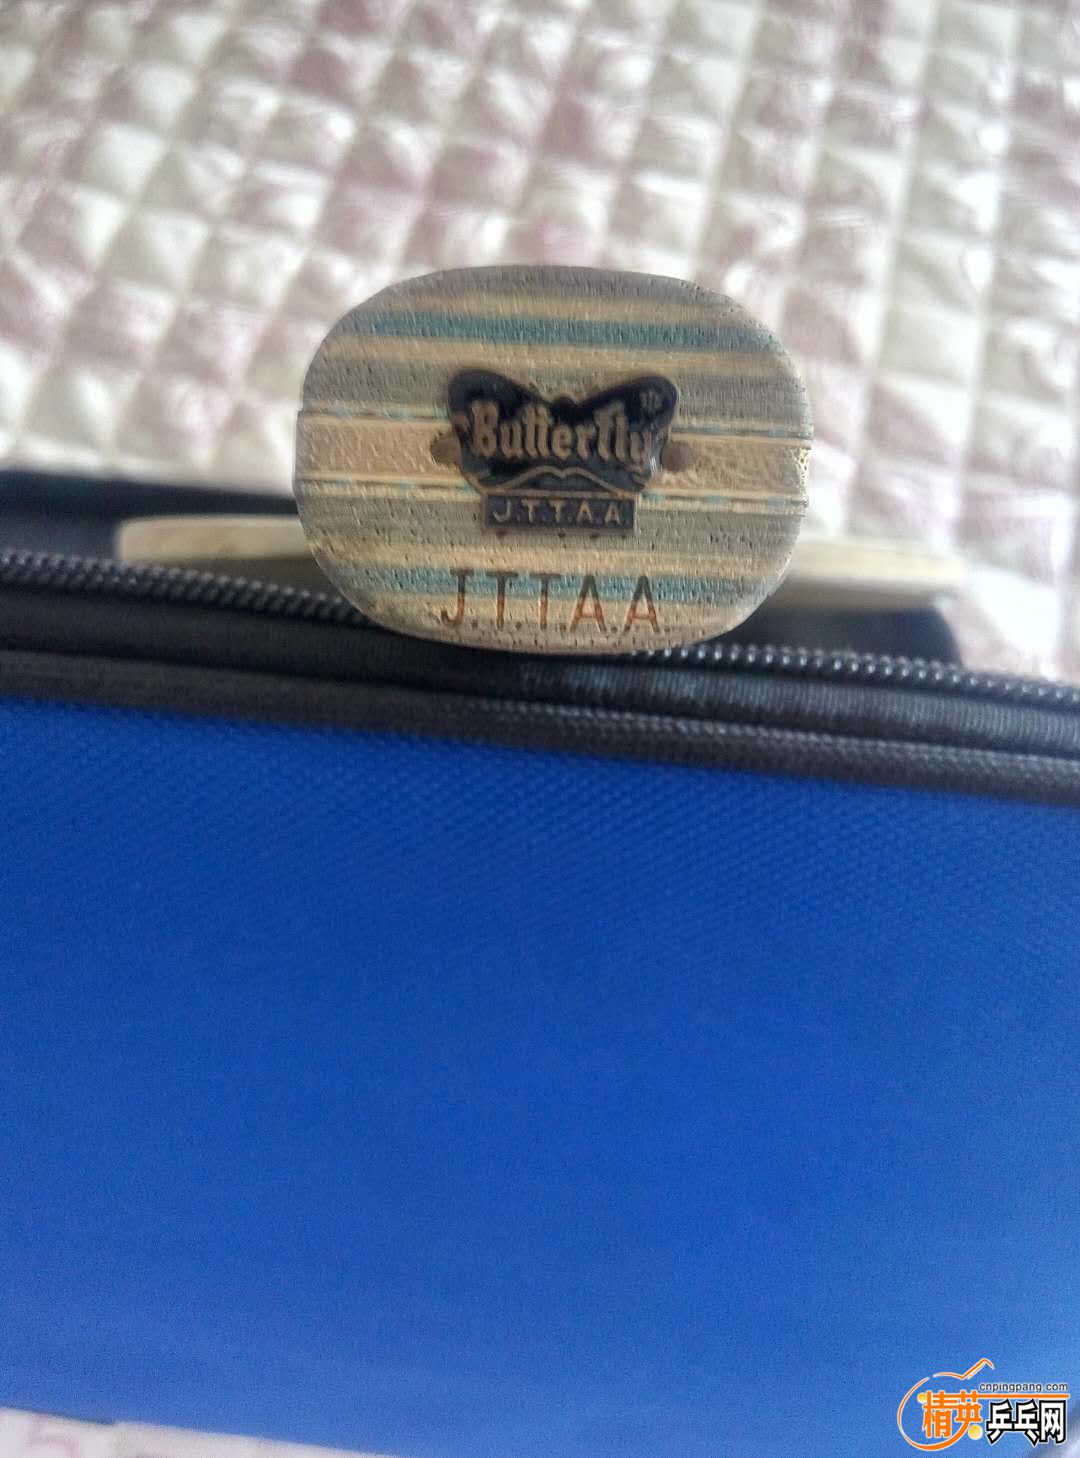 Butterfly
J.T.T.A.A.
J.T.T.A.A.
cnpingpang.com
精英乒乓网